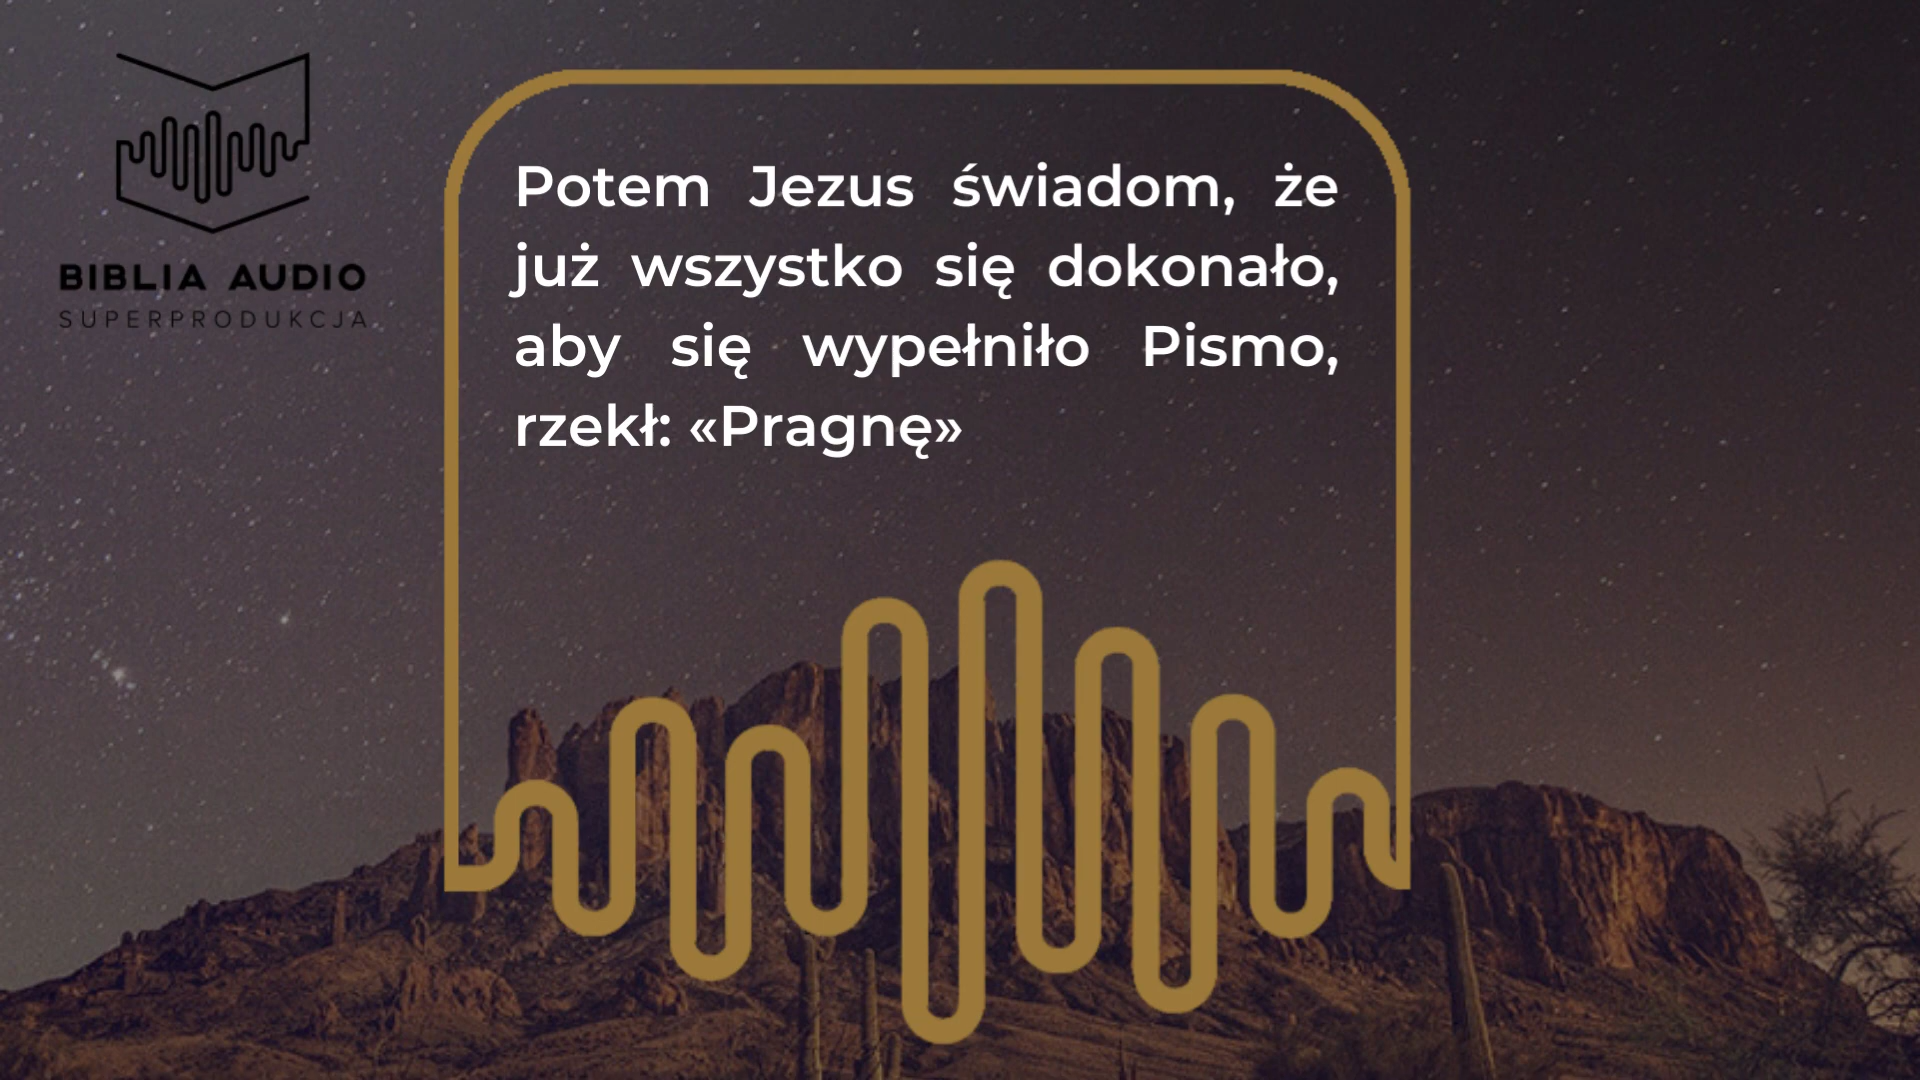 BIBLIA AUDIO
SUPERPRODUKCJA
Potem Jezus świadom, że
już wszystko się dokonało,
aby się wypełniło Pismo,
rzekł: «Pragnę»